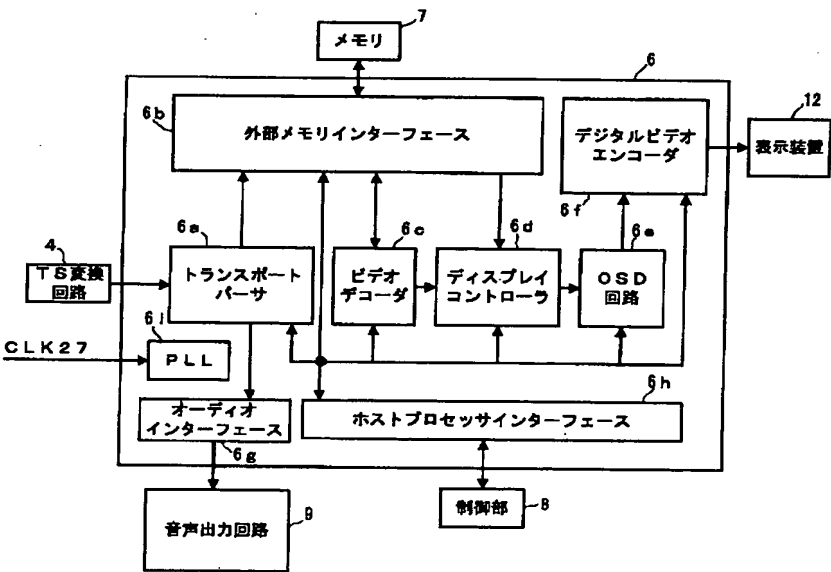 7
メモリ
6
6b
外部メモリインターフェース
デジタルビデオ
エンコーダ
6f
12
表示装置
6a
6c
6d
6e
4
TS変換
回路
トランスポート
パーサ
ビデオ
デコーダ
ディスプレイ
コントローラ
OSD
回路
6i
CLK27
PLL
オーディオ
インターフェース
6g
6h
ホストプロセッサインターフェース
音声出力回路
9
制御部
8